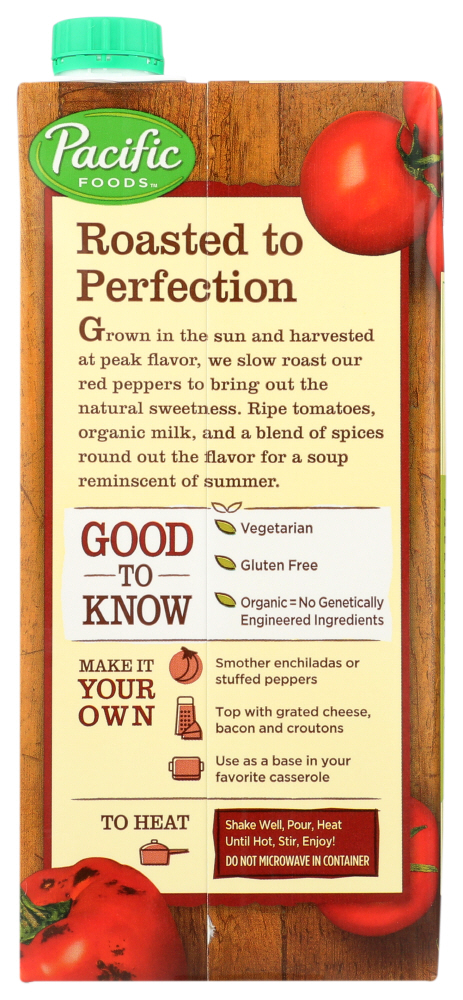 Pacific
FOODS™
Roasted to
Perfection
Grown in the sun and harvested
at peak flavor, we slow roast our
red peppers to bring out the
natural sweetness. Ripe tomatoes,
organic milk, and a blend of spices
round out the flavor for a soup
reminscent of summer.
GOOD
TO
KNOW
Vegetarian
Gluten Free
Organic = No Genetically
Engineered Ingredients
MAKE IT
YOUR
OWN
Smother enchiladas or
stuffed peppers
Top with grated cheese,
bacon and croutons
Use as a base in your
favorite casserole
TO HEAT
Shake Well, Pour, Heat
Until Hot, Stir, Enjoy!
DO NOT MICROWAVE IN CONTAINER